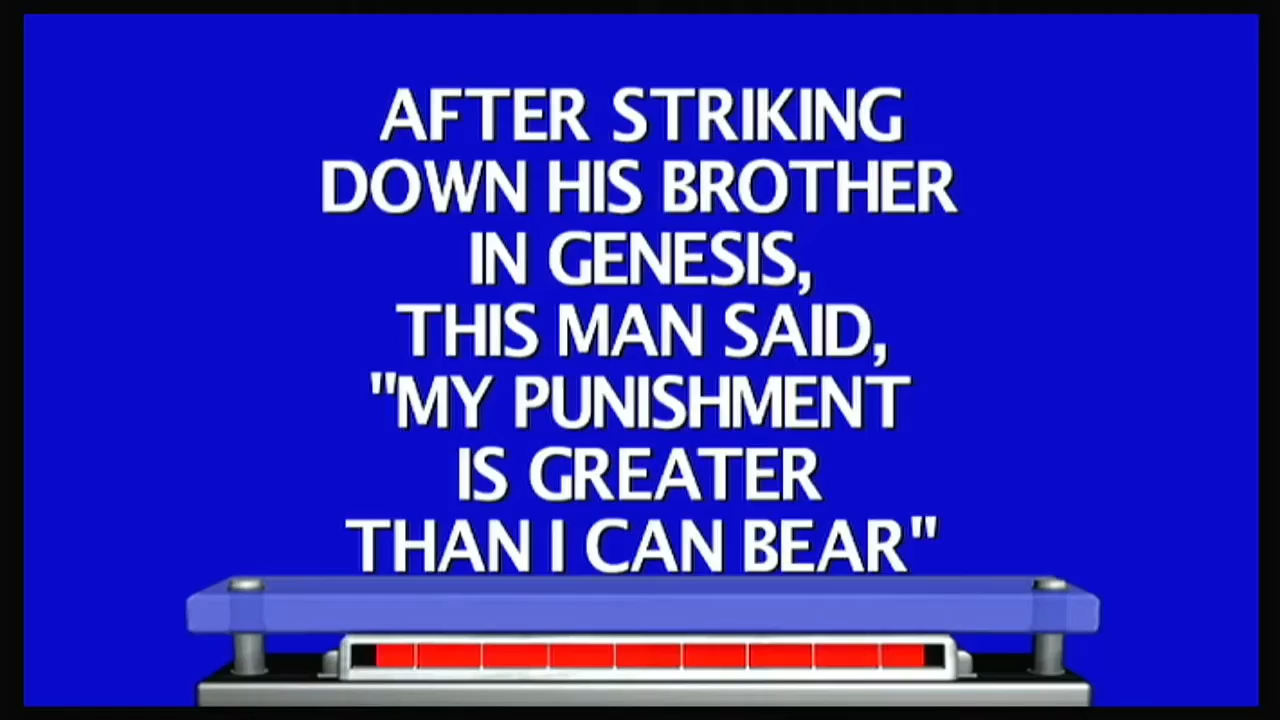 AFTER STRIKING
DOWN HIS BROTHER
IN GENESIS,
THIS MAN SAID,
"MY PUNISHMENT
IS GREATER
THAN I CAN BEAR"